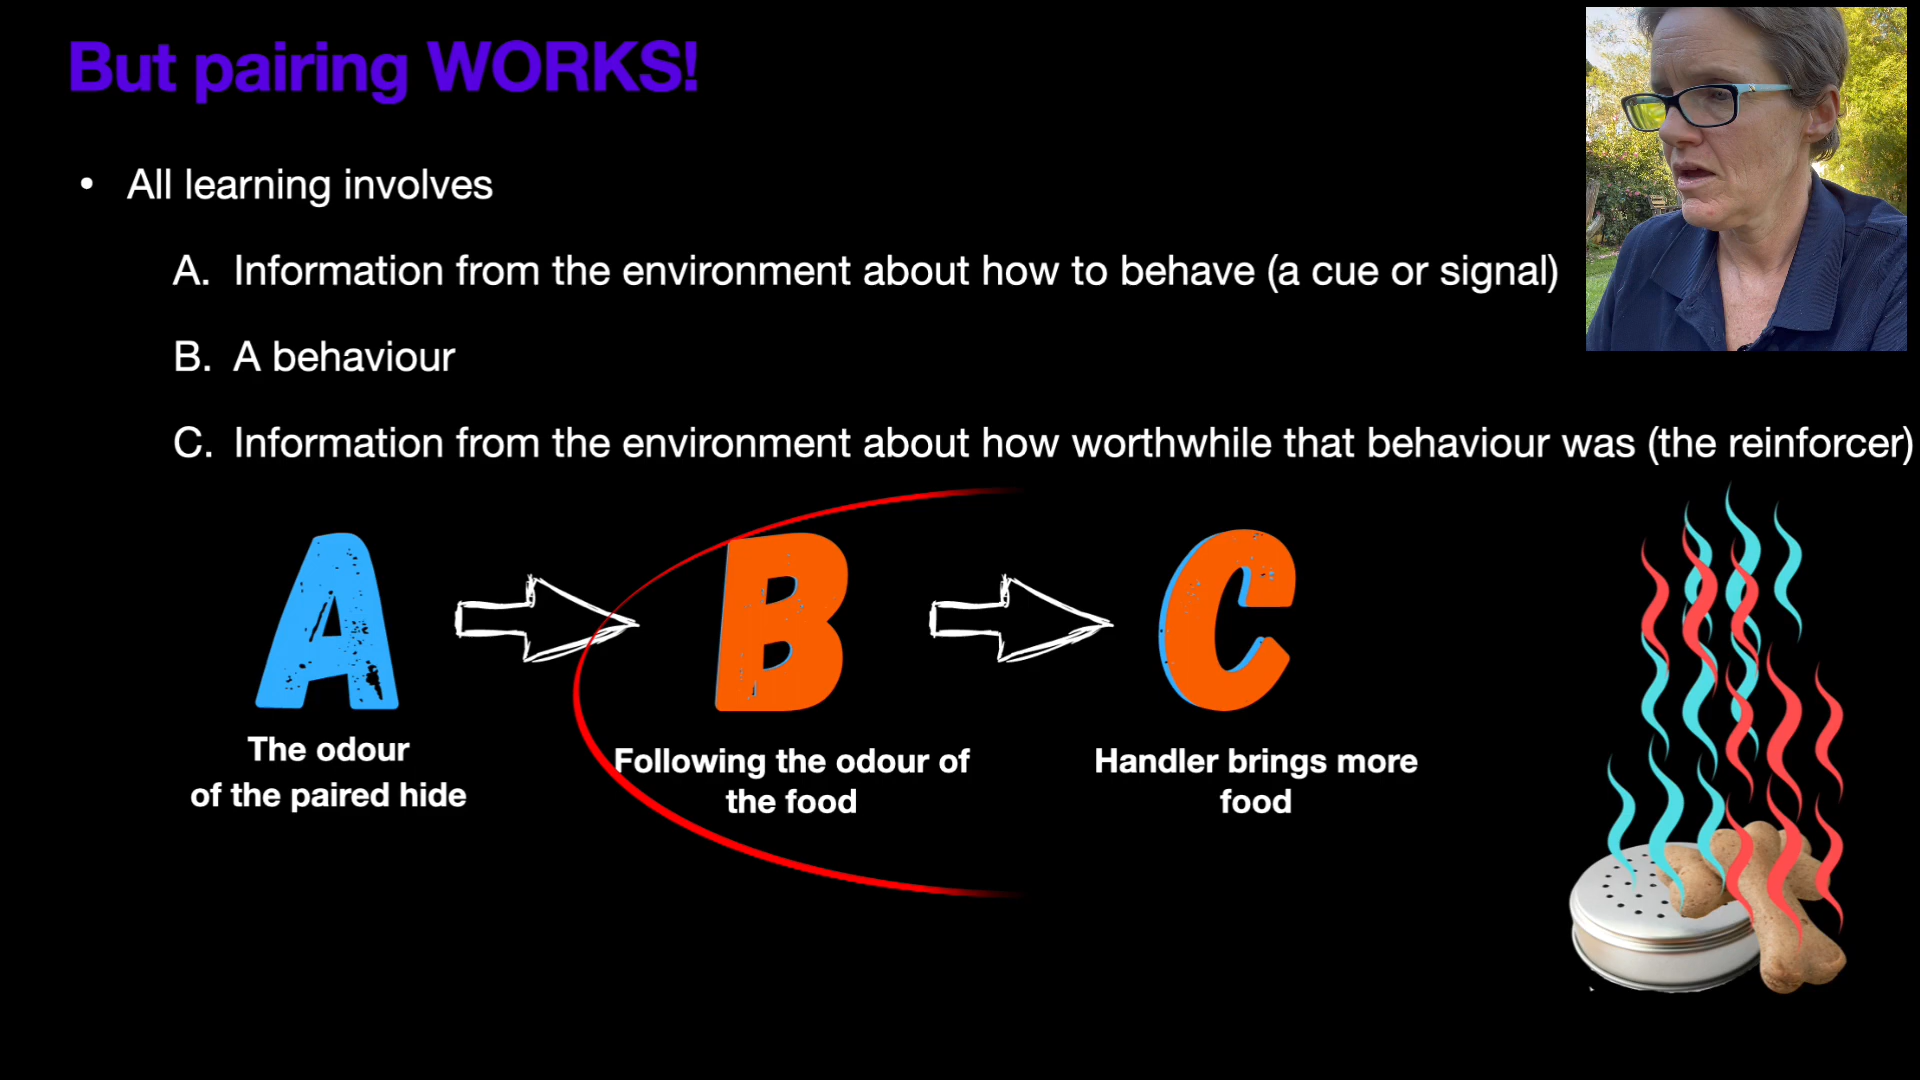 But pairing WORKS!
• All learning involves
A. Information from the environment about how to behave (a cue or signal)
B. A behaviour
C. Information from the environment about how worthwhile that behaviour was (the reinforcer)
A
B
C
The odour
of the paired hide
Following the odour of
the food
Handler brings more
food